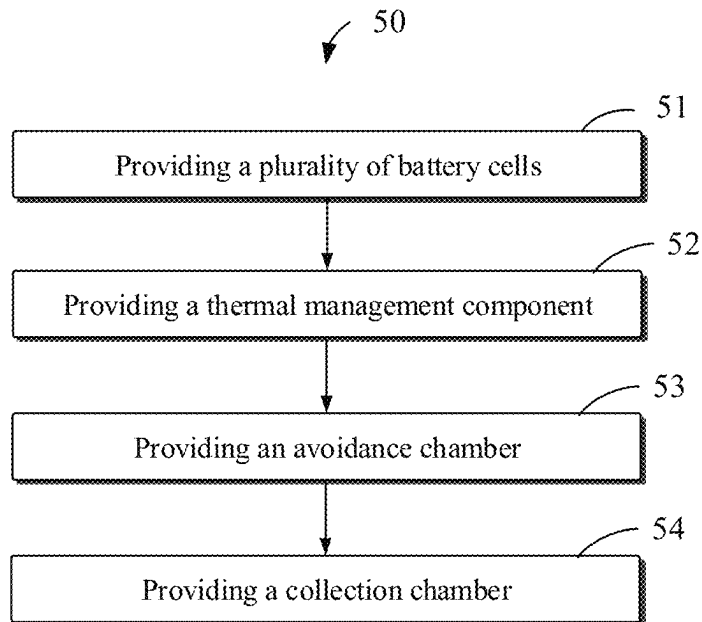 50
51
Providing a plurality of battery cells
52
Providing a thermal management component
53
Providing an avoidance chamber
54
Providing a collection chamber